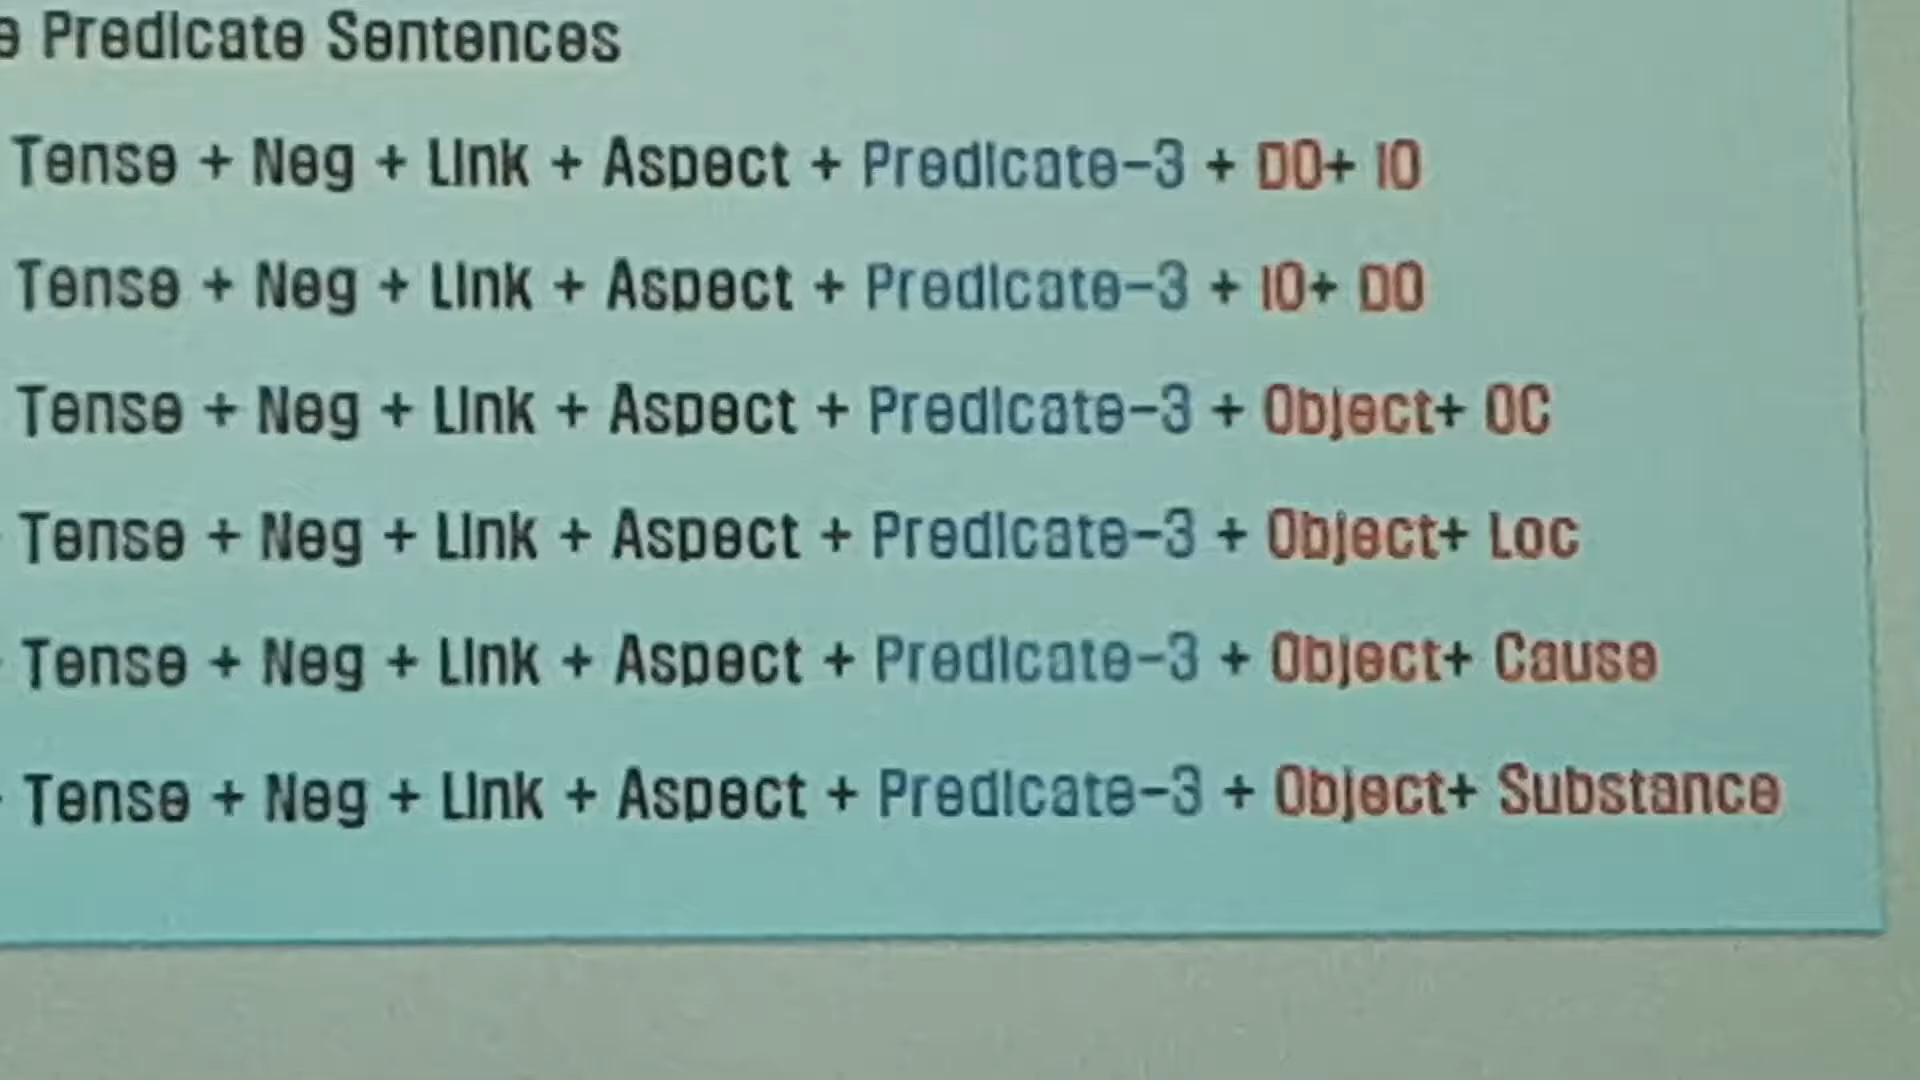 Predicate Sentences
Tense + Neg + Link + Aspect + Predicate-3 + DO+ IO
Tense + Neg + Link + Aspect + Predicate-3 + IO+ DO
Tense + Neg + Link + Aspect + Predicate-3 + Object+ OC
Tense + Neg + Link + Aspect + Predicate-3 + Object+ Loc
Tense + Neg + Link + Aspect + Predicate-3 + Object+ Cause
Tense + Neg + Link + Aspect + Predicate-3 + Object+ Substance